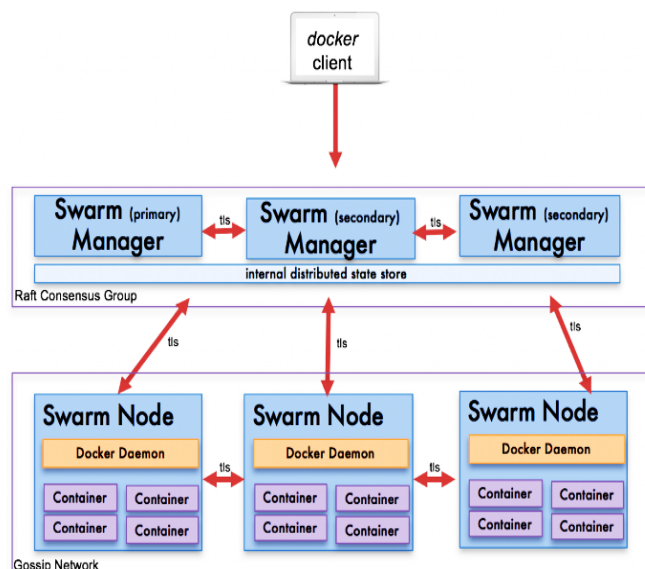 docker
client
Swarm (primary)
Manager
tls
Swarm (secondary)
Manager
tls
Swarm (secondary)
Manager
internal distributed state store
Raft Consensus Group
tls
tls
tls
Swarm Node
Docker Daemon
Container Container
Container Container
tls
Swarm Node
Docker Daemon
Container Container
Container Container
tls
Swarm Node
Docker Daemon
Container Container
Container Container
Gossip Network